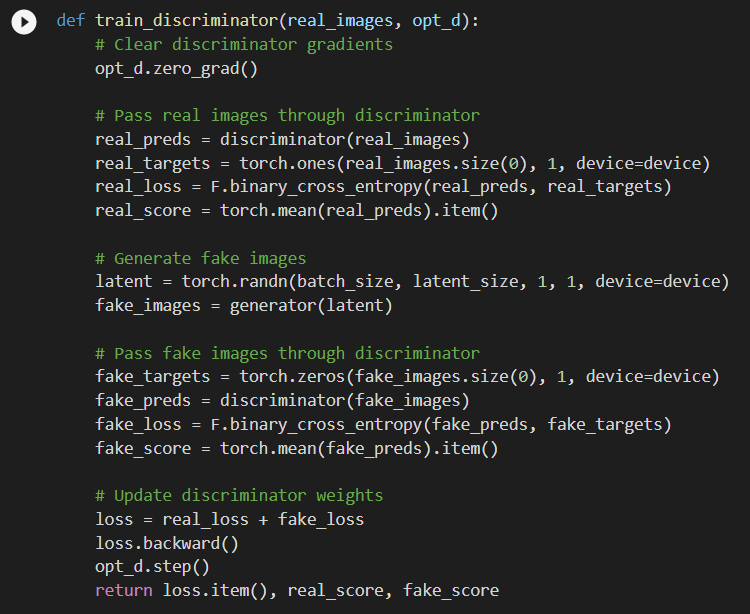 def train_discriminator(real_images, opt_d):
    # Clear discriminator gradients
    opt_d.zero_grad()

    # Pass real images through discriminator
    real_preds = discriminator(real_images)
    real_targets = torch.ones(real_images.size(0), 1, device=device)
    real_loss = F.binary_cross_entropy(real_preds, real_targets)
    real_score = torch.mean(real_preds).item()

    # Generate fake images
    latent = torch.randn(batch_size, latent_size, 1, 1, device=device)
    fake_images = generator(latent)

    # Pass fake images through discriminator
    fake_targets = torch.zeros(fake_images.size(0), 1, device=device)
    fake_preds = discriminator(fake_images)
    fake_loss = F.binary_cross_entropy(fake_preds, fake_targets)
    fake_score = torch.mean(fake_preds).item()

    # Update discriminator weights
    loss = real_loss + fake_loss
    loss.backward()
    opt_d.step()
    return loss.item(), real_score, fake_score